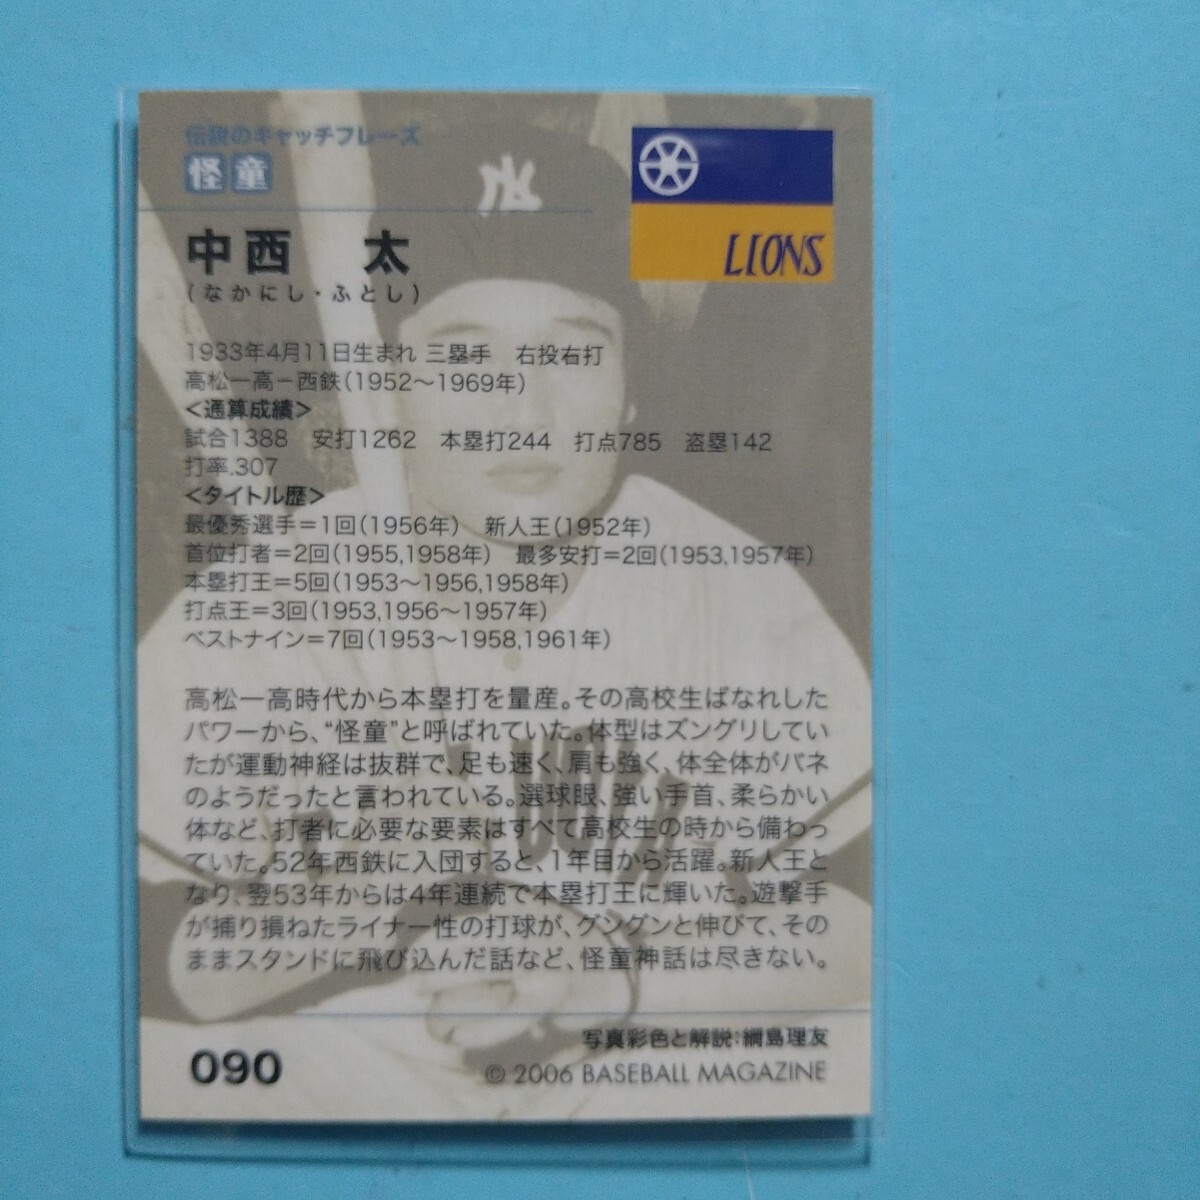 伝説のキャッチフレーズ
怪童
LIONS
中西 太
(なかにし・ふとし)
1933年4月11日生まれ 三塁手 右投右打
高松一高－西鉄(1952〜1969年)
<通算成績>
試合1388 安打1262 本塁打244 打点785 盗塁142
打率.307
<タイトル歴>
最優秀選手=1回(1956年) 新人王(1952年)
首位打者=2回(1955,1958年) 最多安打=2回(1953,1957年)
本塁打王=5回(1953〜1956,1958年)
打点王=3回(1953,1956〜1957年)
ベストナイン=7回(1953〜1958,1961年)
高松一高時代から本塁打を量産。その高校生ばなれした
パワーから、“怪童”と呼ばれていた。体型はズングリしてい
たが運動神経は抜群で、足も速く、肩も強く、体全体がバネ
のようだったと言われている。選球眼、強い手首、柔らかい
体など、打者に必要な要素はすべて高校生の時から備わっ
ていた。52年西鉄に入団すると、1年目から活躍。新人王と
なり、翌53年からは4年連続で本塁打王に輝いた。遊撃手
が捕り損ねたライナー性の打球が、グングンと伸びて、その
ままスタンドに飛び込んだ話など、怪童神話は尽きない。
写真彩色と解説:綱島理友
090
© 2006 BASEBALL MAGAZINE